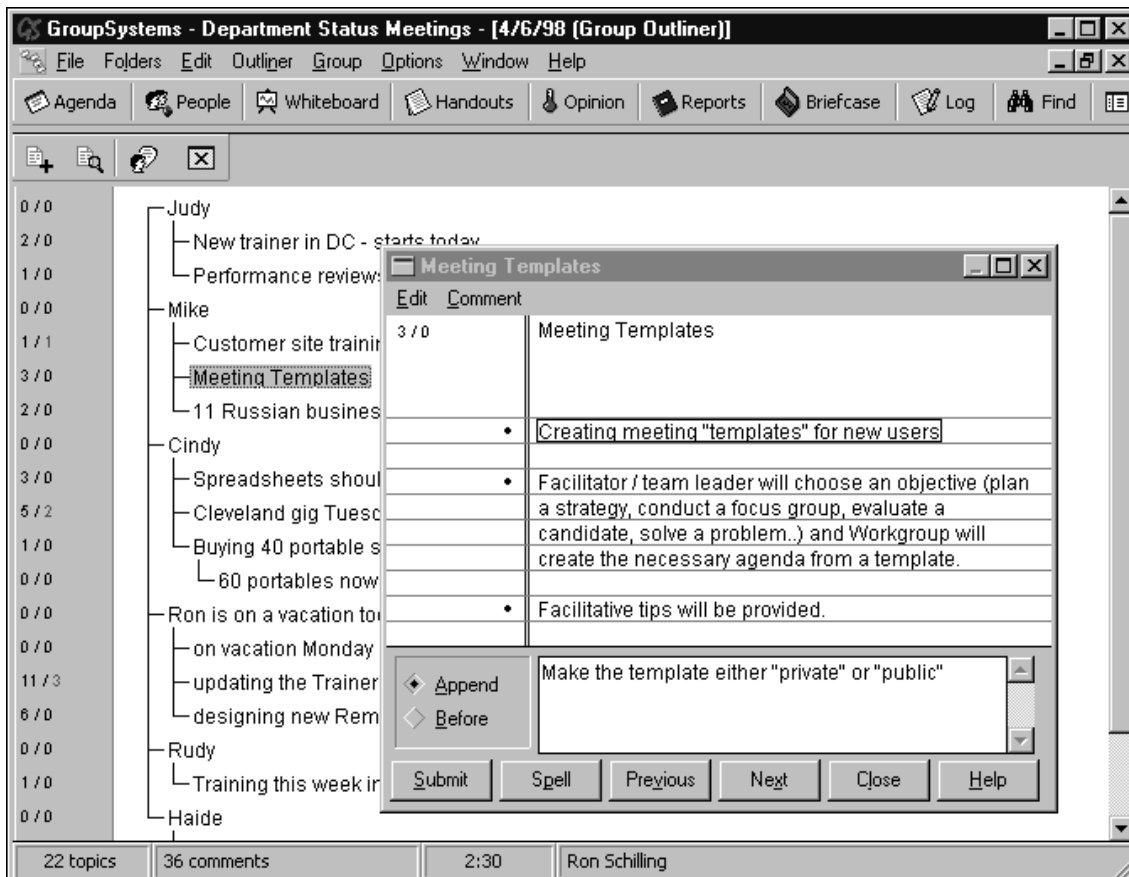 GroupSystems - Department Status Meetings - [4/6/98 (Group Outliner)]
File Folders Edit Outliner Group Options Window Help
Agenda People Whiteboard Handouts Opinion Reports Briefcase Log Find
0 / 0 Judy
2 / 0 New trainer in DC - starts today
1 / 0 Performance reviews
0 / 0 Mike
1 / 1 Customer site
3 / 0 Meeting Templates
2 / 0 11 Russian
0 / 0 Cindy
3 / 0 Spreadsheets
5 / 2 Cleveland gig
1 / 0 Buying 40 portable
0 / 0 60 portables now
0 / 0 Ron is on a vacation
0 / 0 on vacation Monday
11 / 3 updating the Trainer
6 / 0 designing new
0 / 0 Rudy
1 / 0 Training this week
0 / 0 Haide
Meeting Templates
Edit Comment
3 / 0 Meeting Templates
• Creating meeting "templates" for new users
• Facilitator / team leader will choose an objective (plan
a strategy, conduct a focus group, evaluate a
candidate, solve a problem..) and Workgroup will
create the necessary agenda from a template.
• Facilitative tips will be provided.
Append
Before
Make the template either "private" or "public"
Submit Spell Previous Next Close Help
22 topics 36 comments 2:30 Ron Schilling